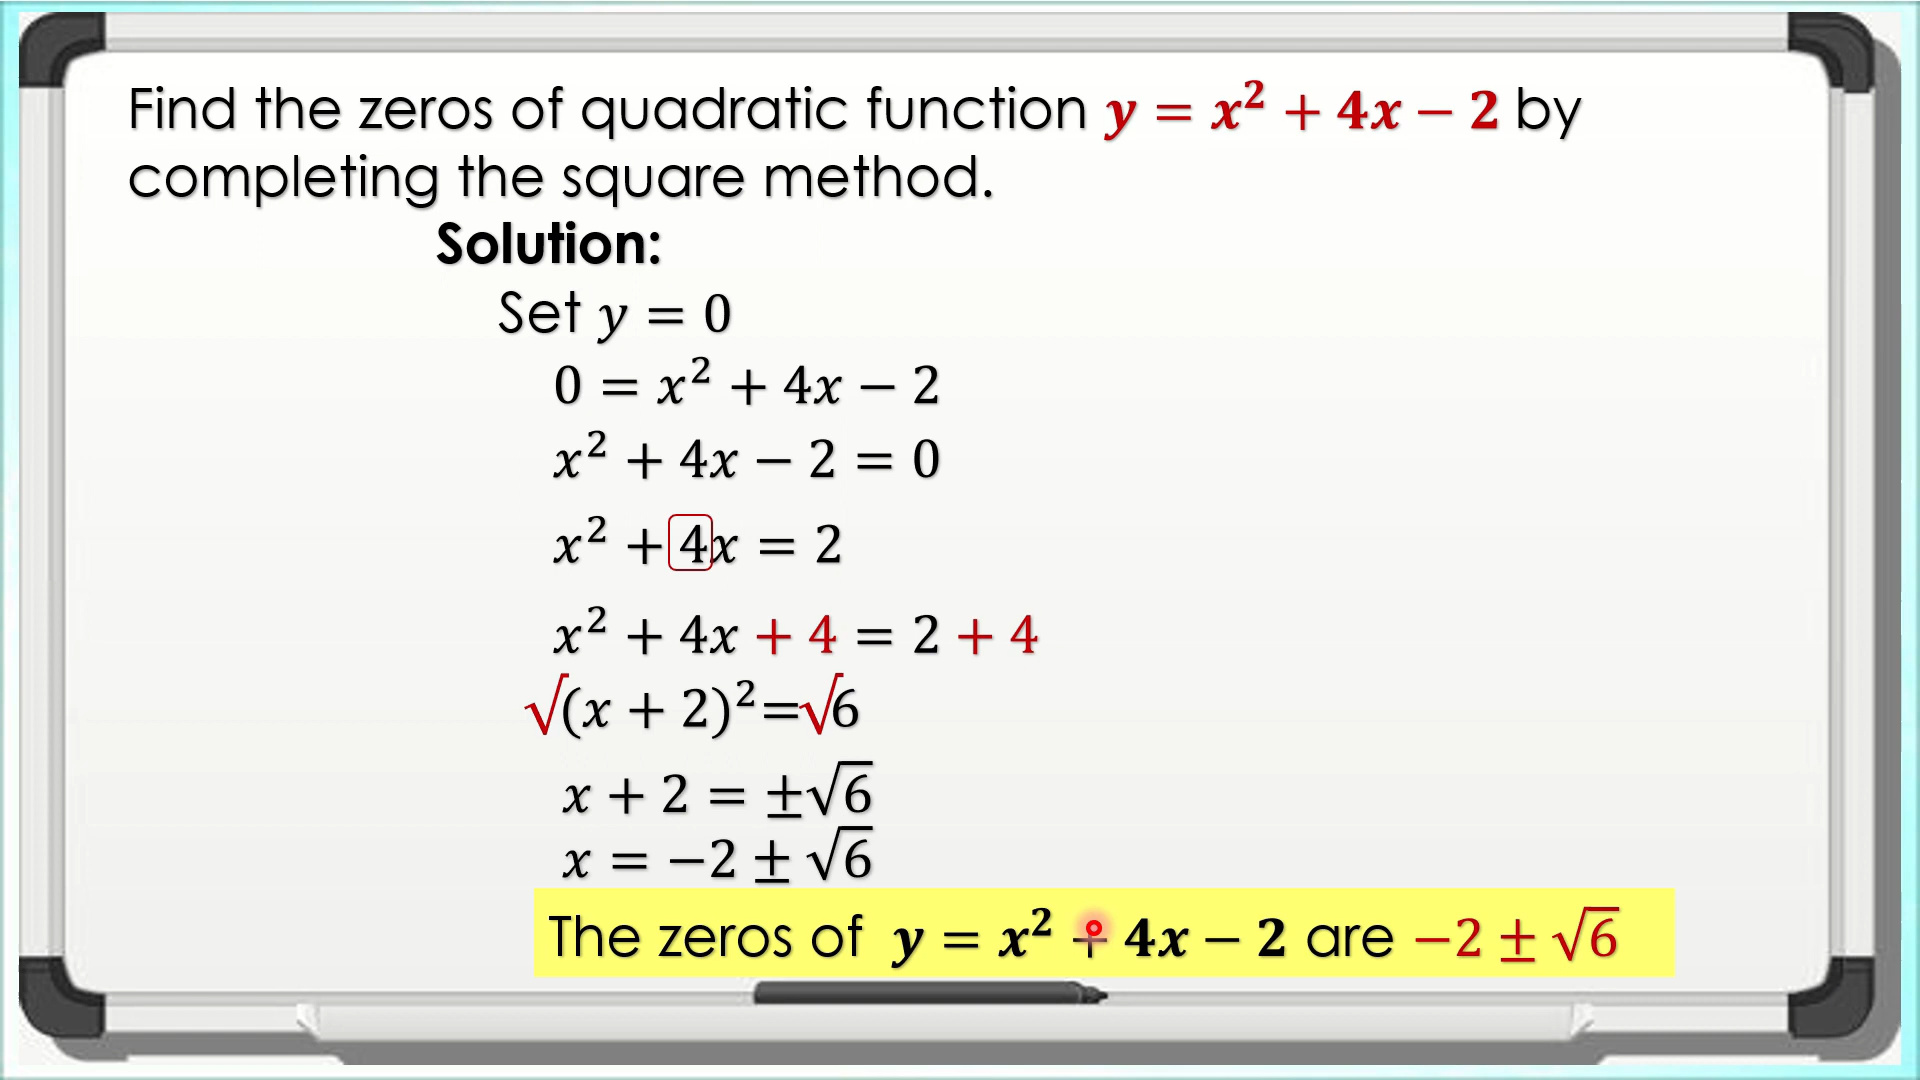 Find the zeros of quadratic function y = x² + 4x − 2 by
completing the square method.
Solution:
Set y = 0
0 = x² + 4x − 2
x² + 4x − 2 = 0
x² + 4x = 2
x² + 4x + 4 = 2 + 4
√(x + 2)²=√6
x + 2 = ±√6
x = −2 ± √6
The zeros of y = x² + 4x − 2 are −2 ± √6